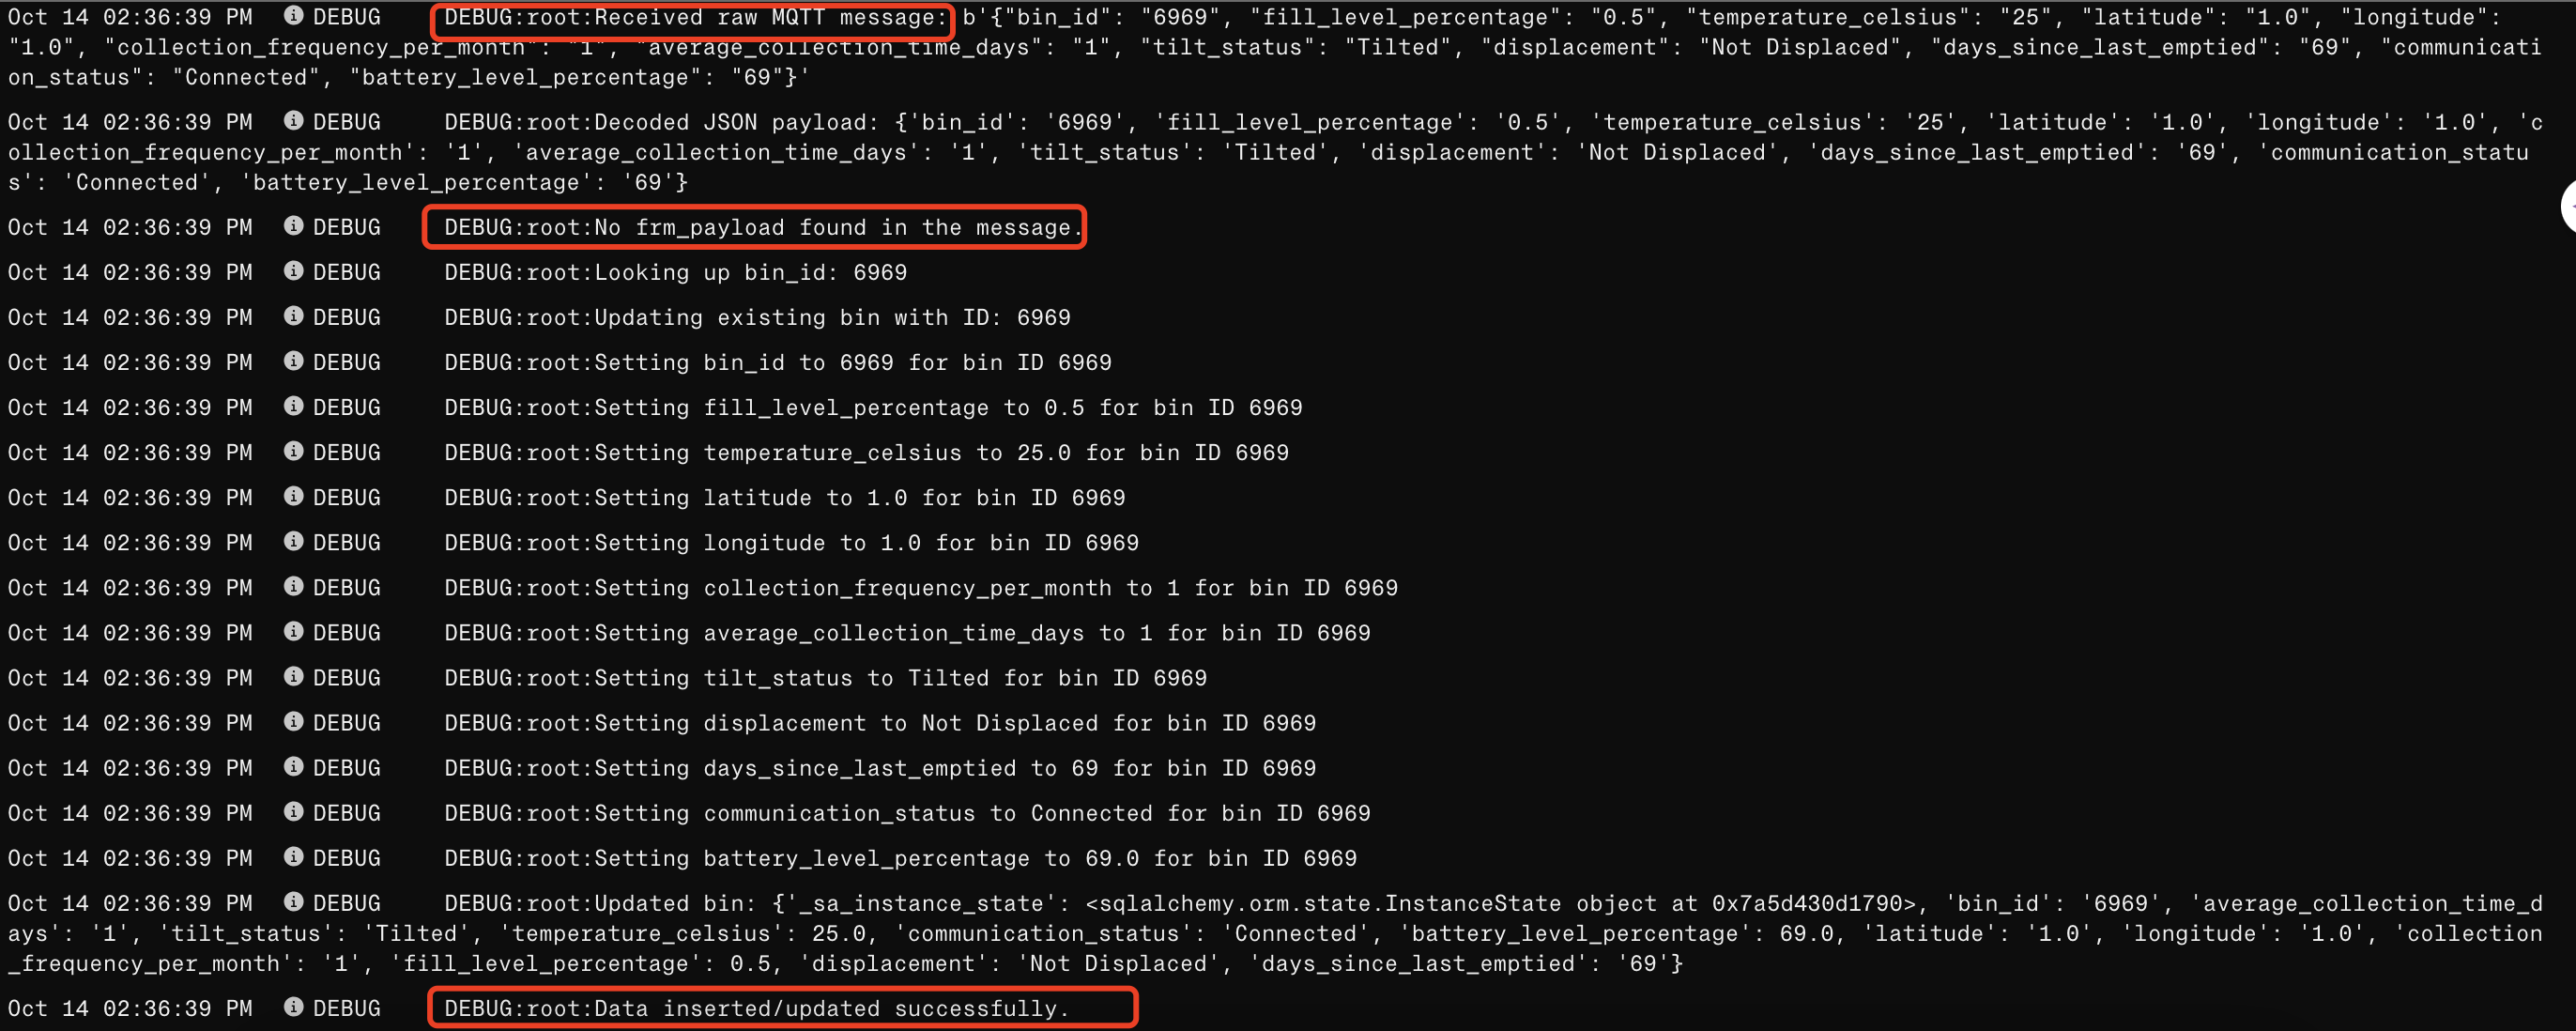 Oct 14 02:36:39 PM DEBUG DEBUG:root:Received raw MQTT message: b'{"bin_id": "6969", "fill_level_percentage": "0.5", "temperature_celsius": "25", "latitude": "1.0", "longitude":
"1.0", "collection_frequency_per_month": "1", "average_collection_time_days": "1", "tilt_status": "Tilted", "displacement": "Not Displaced", "days_since_last_emptied": "69", "communicati
on_status": "Connected", "battery_level_percentage": "69"}'
Oct 14 02:36:39 PM DEBUG DEBUG:root:Decoded JSON payload: {'bin_id': '6969', 'fill_level_percentage': '0.5', 'temperature_celsius': '25', 'latitude': '1.0', 'longitude': '1.0', 'c
ollection_frequency_per_month': '1', 'average_collection_time_days': '1', 'tilt_status': 'Tilted', 'displacement': 'Not Displaced', 'days_since_last_emptied': '69', 'communication_statu
s': 'Connected', 'battery_level_percentage': '69'}
Oct 14 02:36:39 PM DEBUG DEBUG:root:No frm_payload found in the message.
Oct 14 02:36:39 PM DEBUG DEBUG:root:Looking up bin_id: 6969
Oct 14 02:36:39 PM DEBUG DEBUG:root:Updating existing bin with ID: 6969
Oct 14 02:36:39 PM DEBUG DEBUG:root:Setting bin_id to 6969 for bin ID 6969
Oct 14 02:36:39 PM DEBUG DEBUG:root:Setting fill_level_percentage to 0.5 for bin ID 6969
Oct 14 02:36:39 PM DEBUG DEBUG:root:Setting temperature_celsius to 25.0 for bin ID 6969
Oct 14 02:36:39 PM DEBUG DEBUG:root:Setting latitude to 1.0 for bin ID 6969
Oct 14 02:36:39 PM DEBUG DEBUG:root:Setting longitude to 1.0 for bin ID 6969
Oct 14 02:36:39 PM DEBUG DEBUG:root:Setting collection_frequency_per_month to 1 for bin ID 6969
Oct 14 02:36:39 PM DEBUG DEBUG:root:Setting average_collection_time_days to 1 for bin ID 6969
Oct 14 02:36:39 PM DEBUG DEBUG:root:Setting tilt_status to Tilted for bin ID 6969
Oct 14 02:36:39 PM DEBUG DEBUG:root:Setting displacement to Not Displaced for bin ID 6969
Oct 14 02:36:39 PM DEBUG DEBUG:root:Setting days_since_last_emptied to 69 for bin ID 6969
Oct 14 02:36:39 PM DEBUG DEBUG:root:Setting communication_status to Connected for bin ID 6969
Oct 14 02:36:39 PM DEBUG DEBUG:root:Setting battery_level_percentage to 69.0 for bin ID 6969
Oct 14 02:36:39 PM DEBUG DEBUG:root:Updated bin: {'_sa_instance_state': <sqlalchemy.orm.state.InstanceState object at 0x7a5d430d1790>, 'bin_id': '6969', 'average_collection_time_d
ays': '1', 'tilt_status': 'Tilted', 'temperature_celsius': 25.0, 'communication_status': 'Connected', 'battery_level_percentage': 69.0, 'latitude': '1.0', 'longitude': '1.0', 'collection
_frequency_per_month': '1', 'fill_level_percentage': 0.5, 'displacement': 'Not Displaced', 'days_since_last_emptied': '69'}
Oct 14 02:36:39 PM DEBUG DEBUG:root:Data inserted/updated successfully.